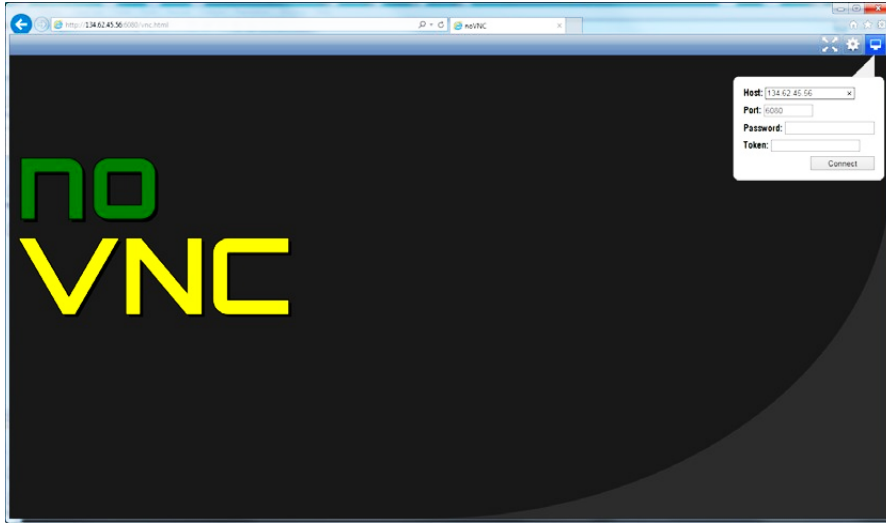 http://134.62.45.56:6080/vnc.html
noVNC
Host: 134.62.45.56
Port: 6080
Password:
Token:
Connect
no
VNC